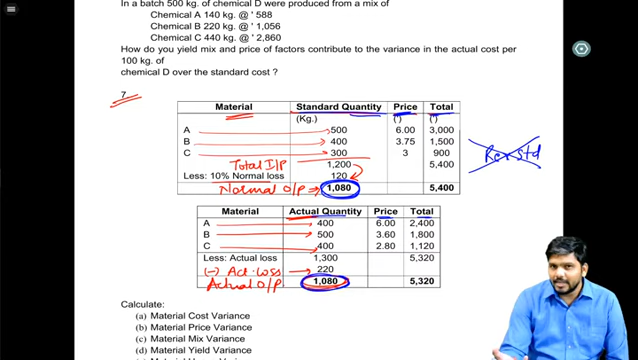 In a batch 500 kg. of chemical D were produced from a mix of
Chemical A 140 kg. @ ' 588
Chemical B 220 kg. @ ' 1,056
Chemical C 440 kg. @ ' 2,860
How do you yield mix and price of factors contribute to the variance in the actual cost per
100 kg. of
chemical D over the standard cost ?
7
Material Standard Quantity Price Total
(Kg.) (') (')
A 500 6.00 3,000
B 400 3.75 1,500
C 300 3 900
Total I/P 1,200 5,400
Less: 10% Normal loss 120
Normal O/P ⇒ 1,080 5,400
Rev Std
Material Actual Quantity Price Total
A 400 6.00 2,400
B 500 3.60 1,800
C 400 2.80 1,120
Less: Actual loss 1,300 5,320
(-) Act. Loss 220
Actual O/P 1,080 5,320
Calculate:
(a) Material Cost Variance
(b) Material Price Variance
(c) Material Mix Variance
(d) Material Yield Variance